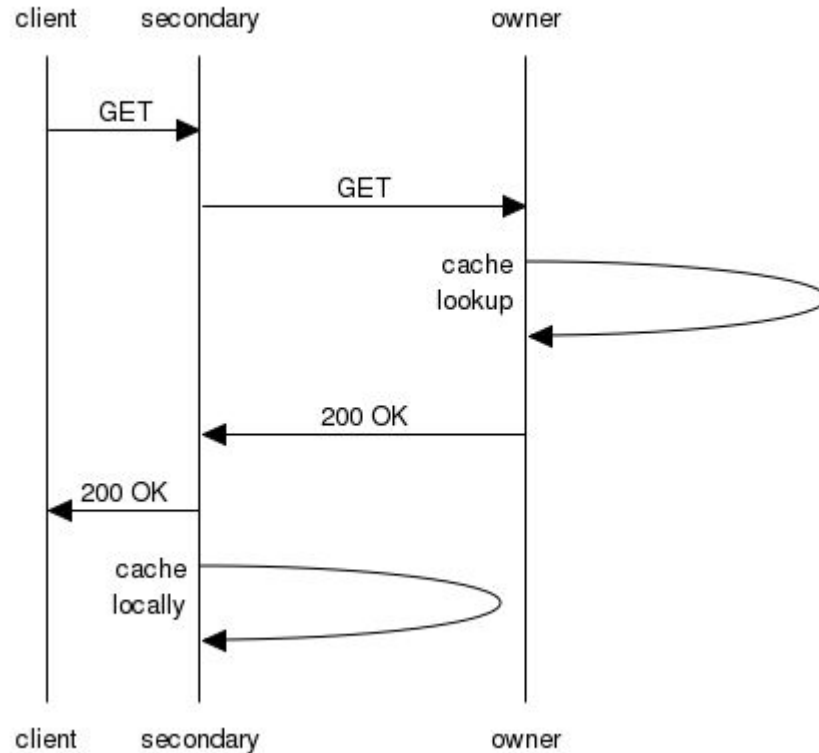 client secondary owner
GET
GET
cache
lookup
200 OK
200 OK
cache
locally
client secondary owner